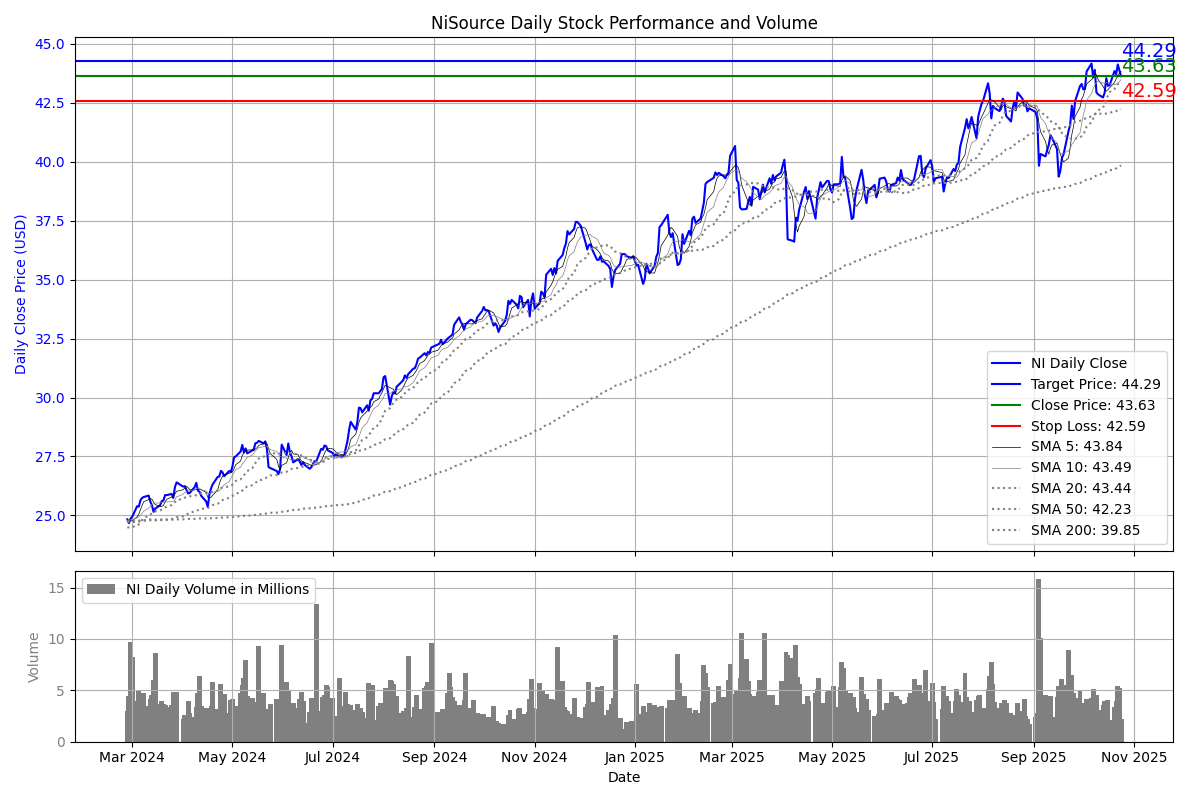 NiSource Daily Stock Performance and Volume
Daily Close Price (USD)
45.0
42.5
40.0
37.5
35.0
32.5
30.0
27.5
25.0
44.29
43.63
42.59
NI Daily Close
Target Price: 44.29
Close Price: 43.63
Stop Loss: 42.59
SMA 5: 43.84
SMA 10: 43.49
SMA 20: 43.44
SMA 50: 42.23
SMA 200: 39.85
Volume
15
10
5
0
NI Daily Volume in Millions
Mar 2024 May 2024 Jul 2024 Sep 2024 Nov 2024 Jan 2025 Mar 2025 May 2025 Jul 2025 Sep 2025 Nov 2025
Date